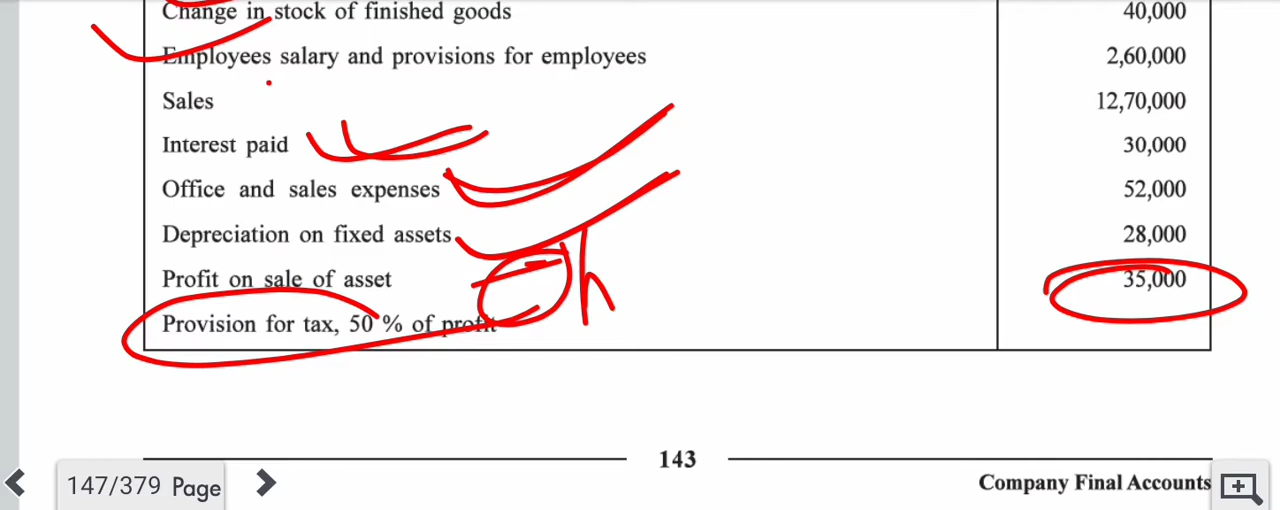 Change in stock of finished goods 40,000
Employees salary and provisions for employees 2,60,000
Sales 12,70,000
Interest paid 30,000
Office and sales expenses 52,000
Depreciation on fixed assets 28,000
Profit on sale of asset 35,000
Provision for tax, 50 % of profit
143
147/379 Page
Company Final Accounts